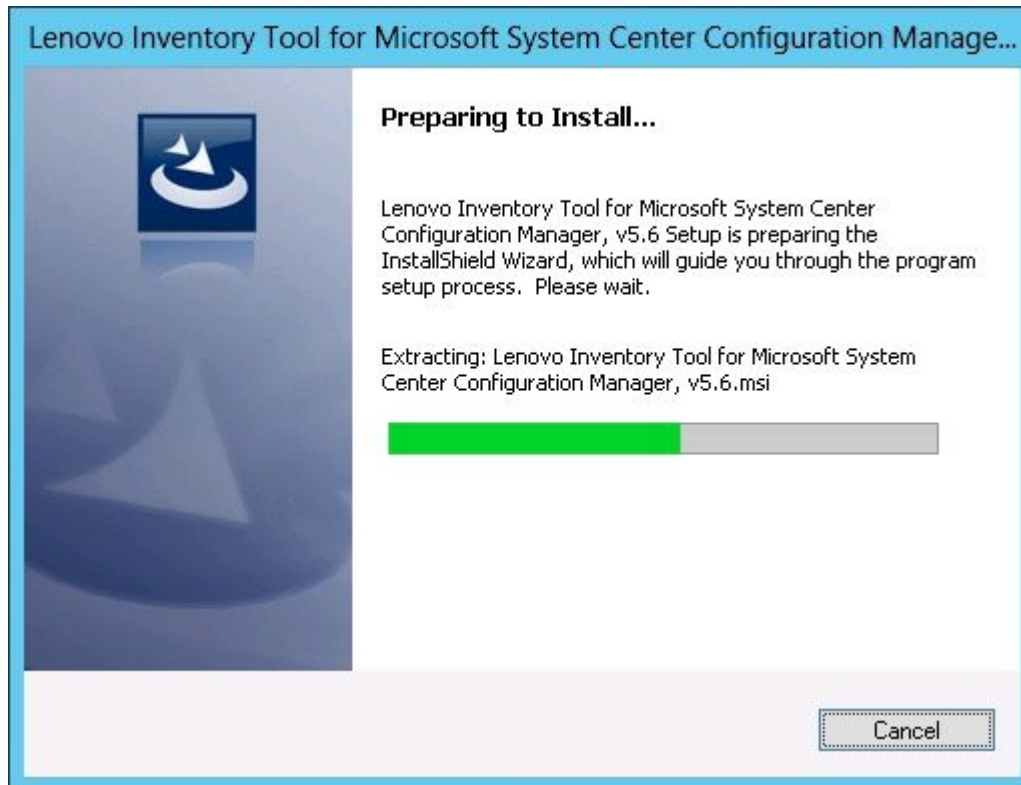 Lenovo Inventory Tool for Microsoft System Center Configuration Manage...
Preparing to Install...
Lenovo Inventory Tool for Microsoft System Center
Configuration Manager, v5.6 Setup is preparing the
InstallShield Wizard, which will guide you through the program
setup process.  Please wait.
Extracting: Lenovo Inventory Tool for Microsoft System
Center Configuration Manager, v5.6.msi
Cancel